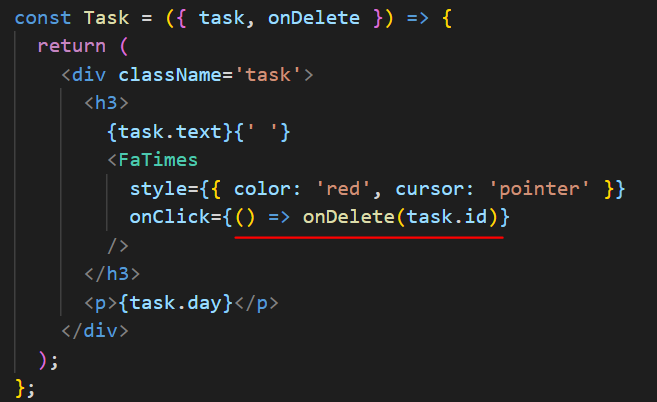 const Task = ({ task, onDelete }) => {
  return (
    <div className='task'>
      <h3>
        {task.text}{' '}
        <FaTimes
          style={{ color: 'red', cursor: 'pointer' }}
          onClick={() => onDelete(task.id)}
        />
      </h3>
      <p>{task.day}</p>
    </div>
  );
};